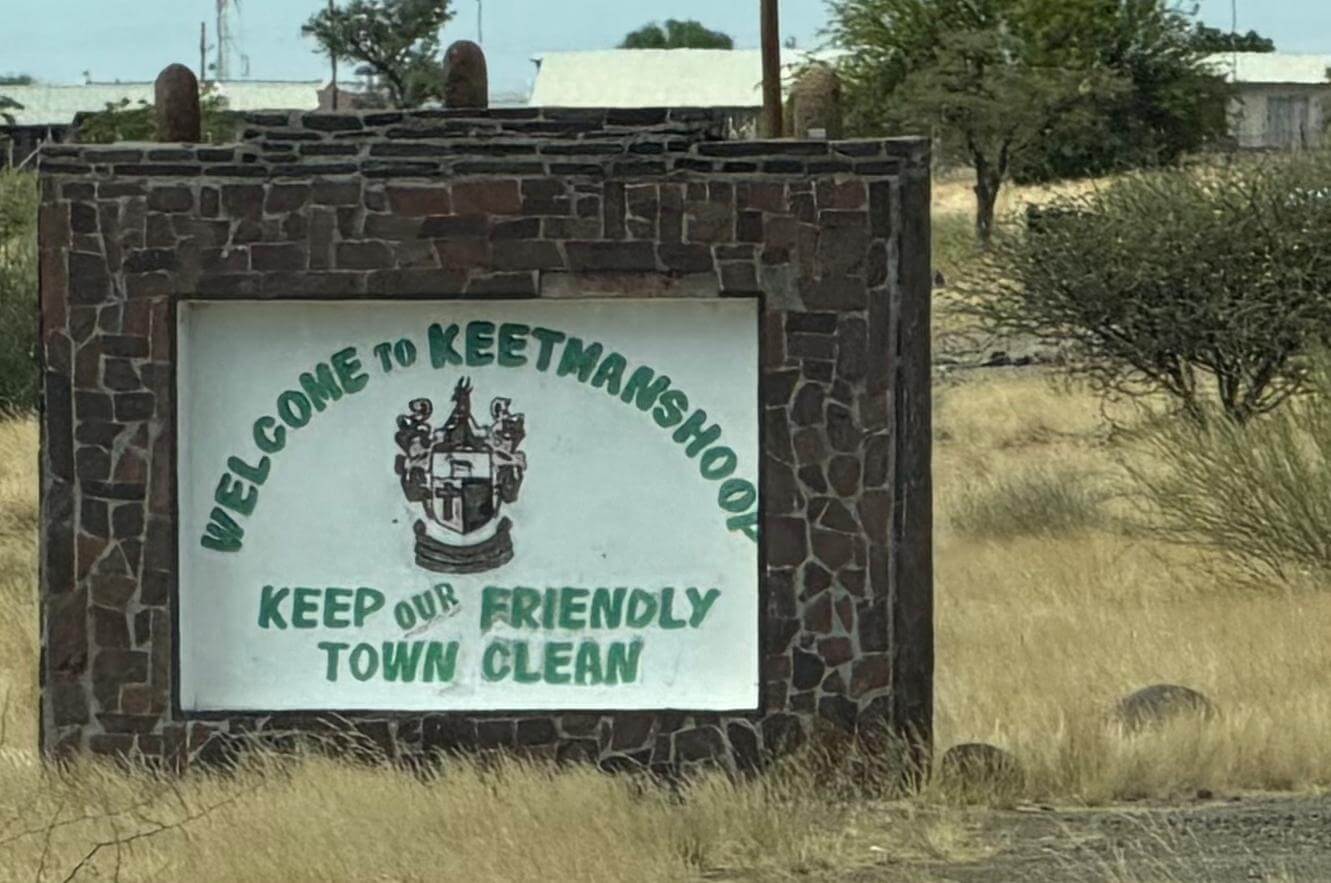 WELCOME TO KEETMANSHOOP
KEEP OUR FRIENDLY
TOWN CLEAN